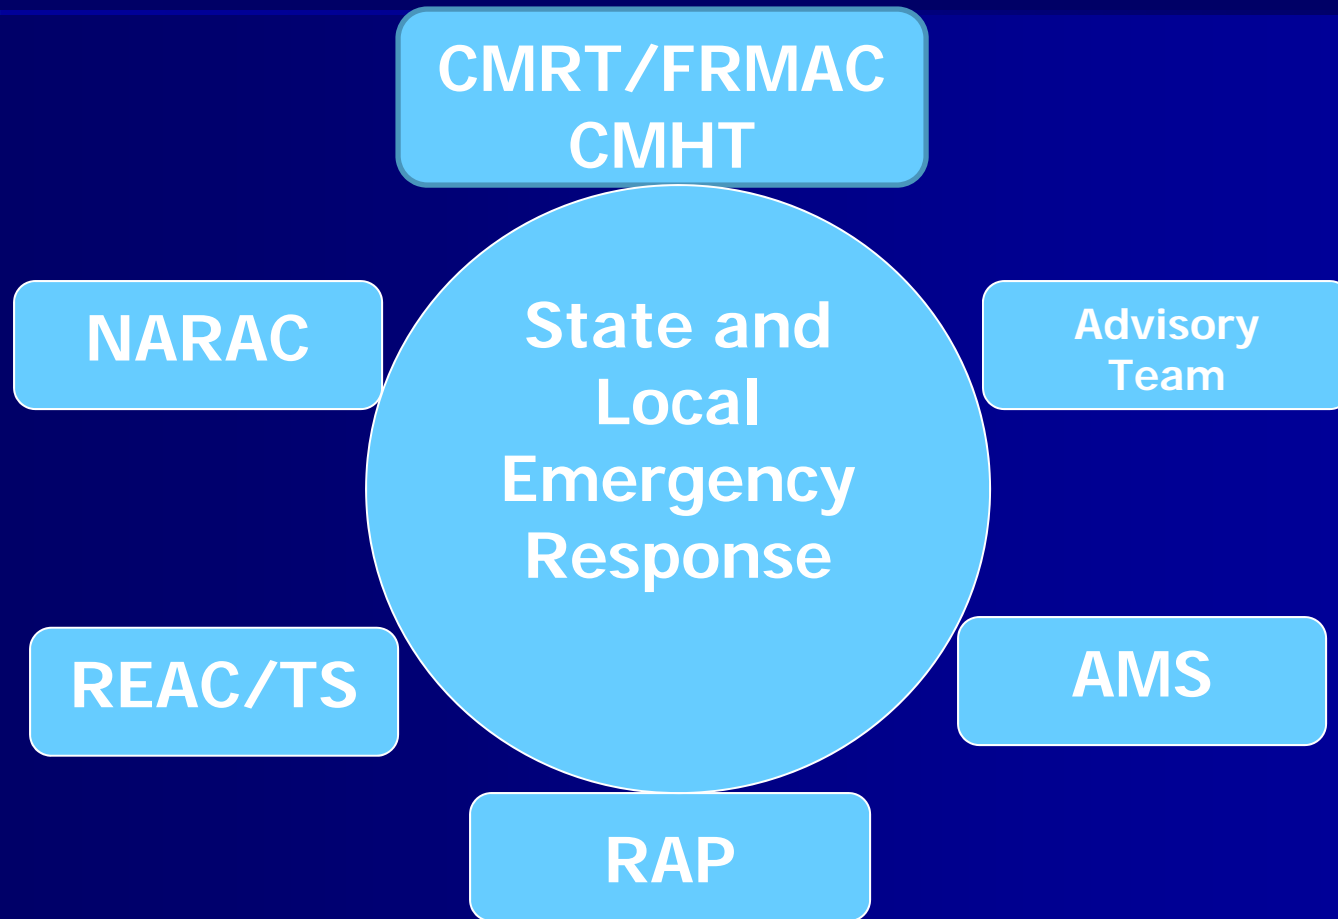 CMRT/FRMAC
CMHT
NARAC
State and
Local
Emergency
Response
Advisory
Team
REAC/TS
AMS
RAP